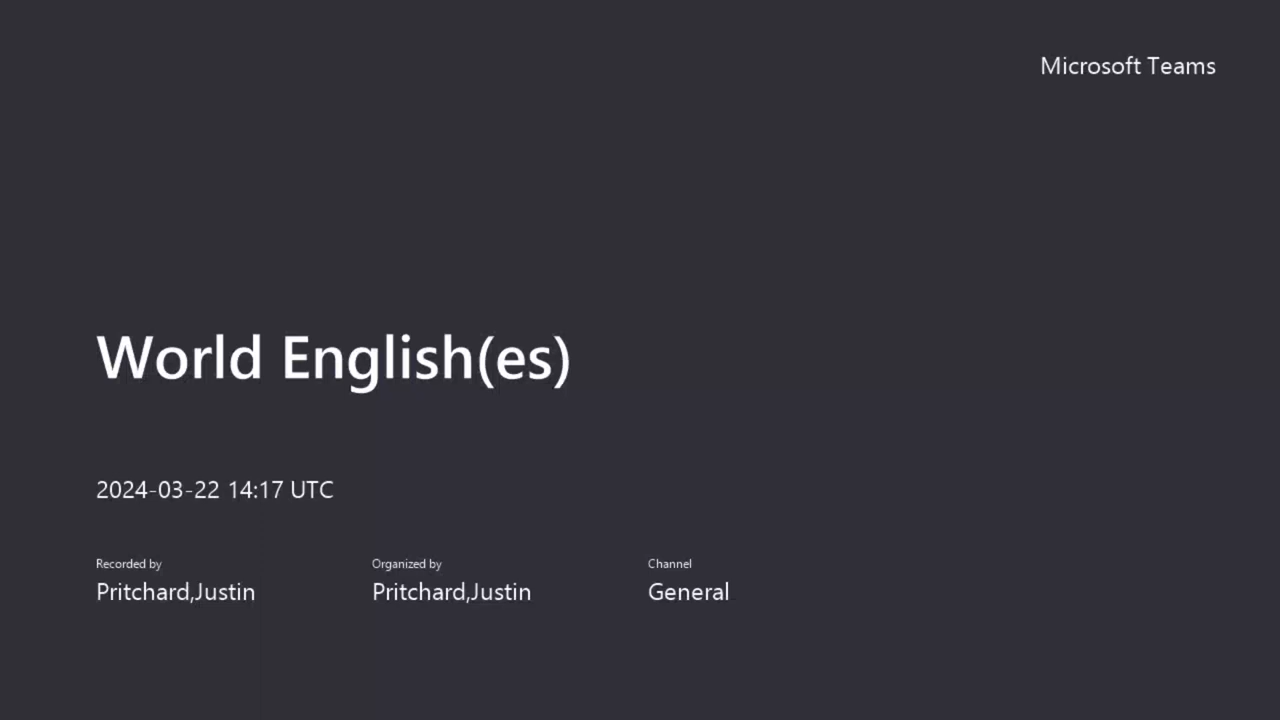 Microsoft Teams
World English(es)
2024-03-22 14:17 UTC
Recorded by
Pritchard,Justin
Organized by
Pritchard,Justin
Channel
General